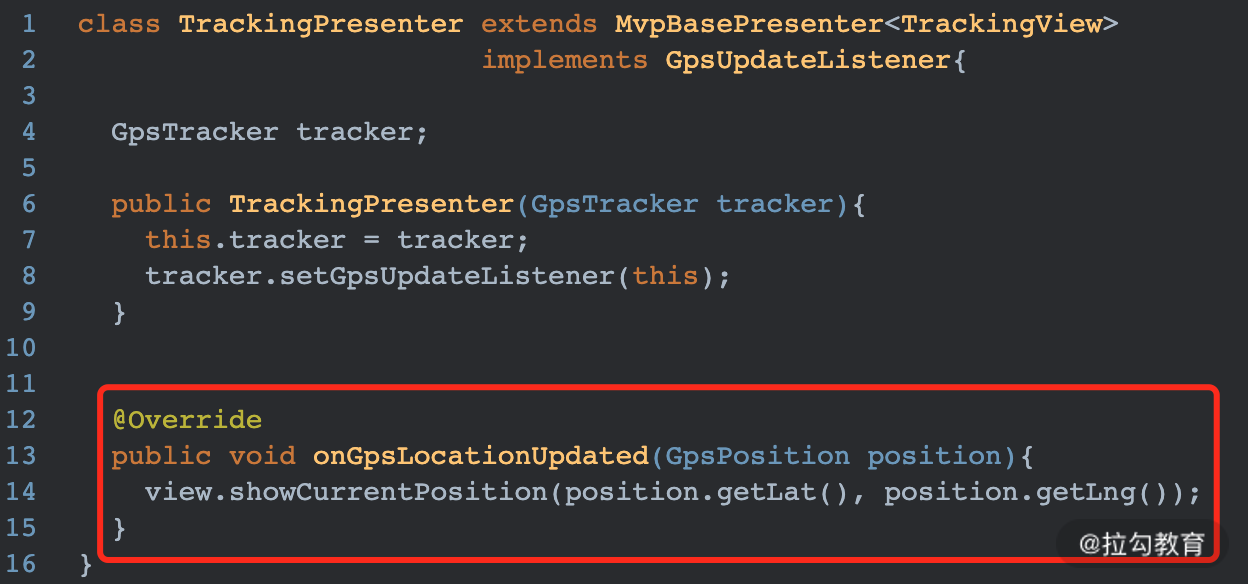 1 class TrackingPresenter extends MvpBasePresenter<TrackingView>
2 implements GpsUpdateListener{
3
4 GpsTracker tracker;
5
6 public TrackingPresenter(GpsTracker tracker){
7 this.tracker = tracker;
8 tracker.setGpsUpdateListener(this);
9 }
10
11
12 @Override
13 public void onGpsLocationUpdated(GpsPosition position){
14 view.showCurrentPosition(position.getLat(), position.getLng());
15 }
16 }
@拉勾教育